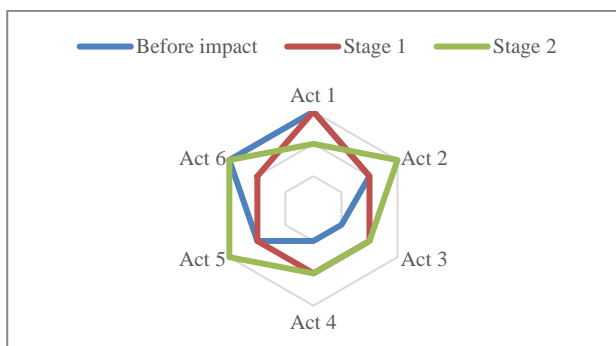 Before impact Stage 1 Stage 2
Act 1
Act 6 Act 2
Act 5 Act 3
Act 4